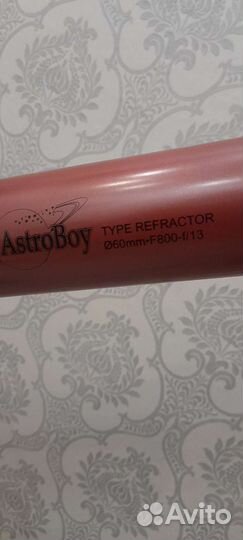 AstroBoy
TYPE REFRACTOR
Ø60mm•F800-f/13
Avito